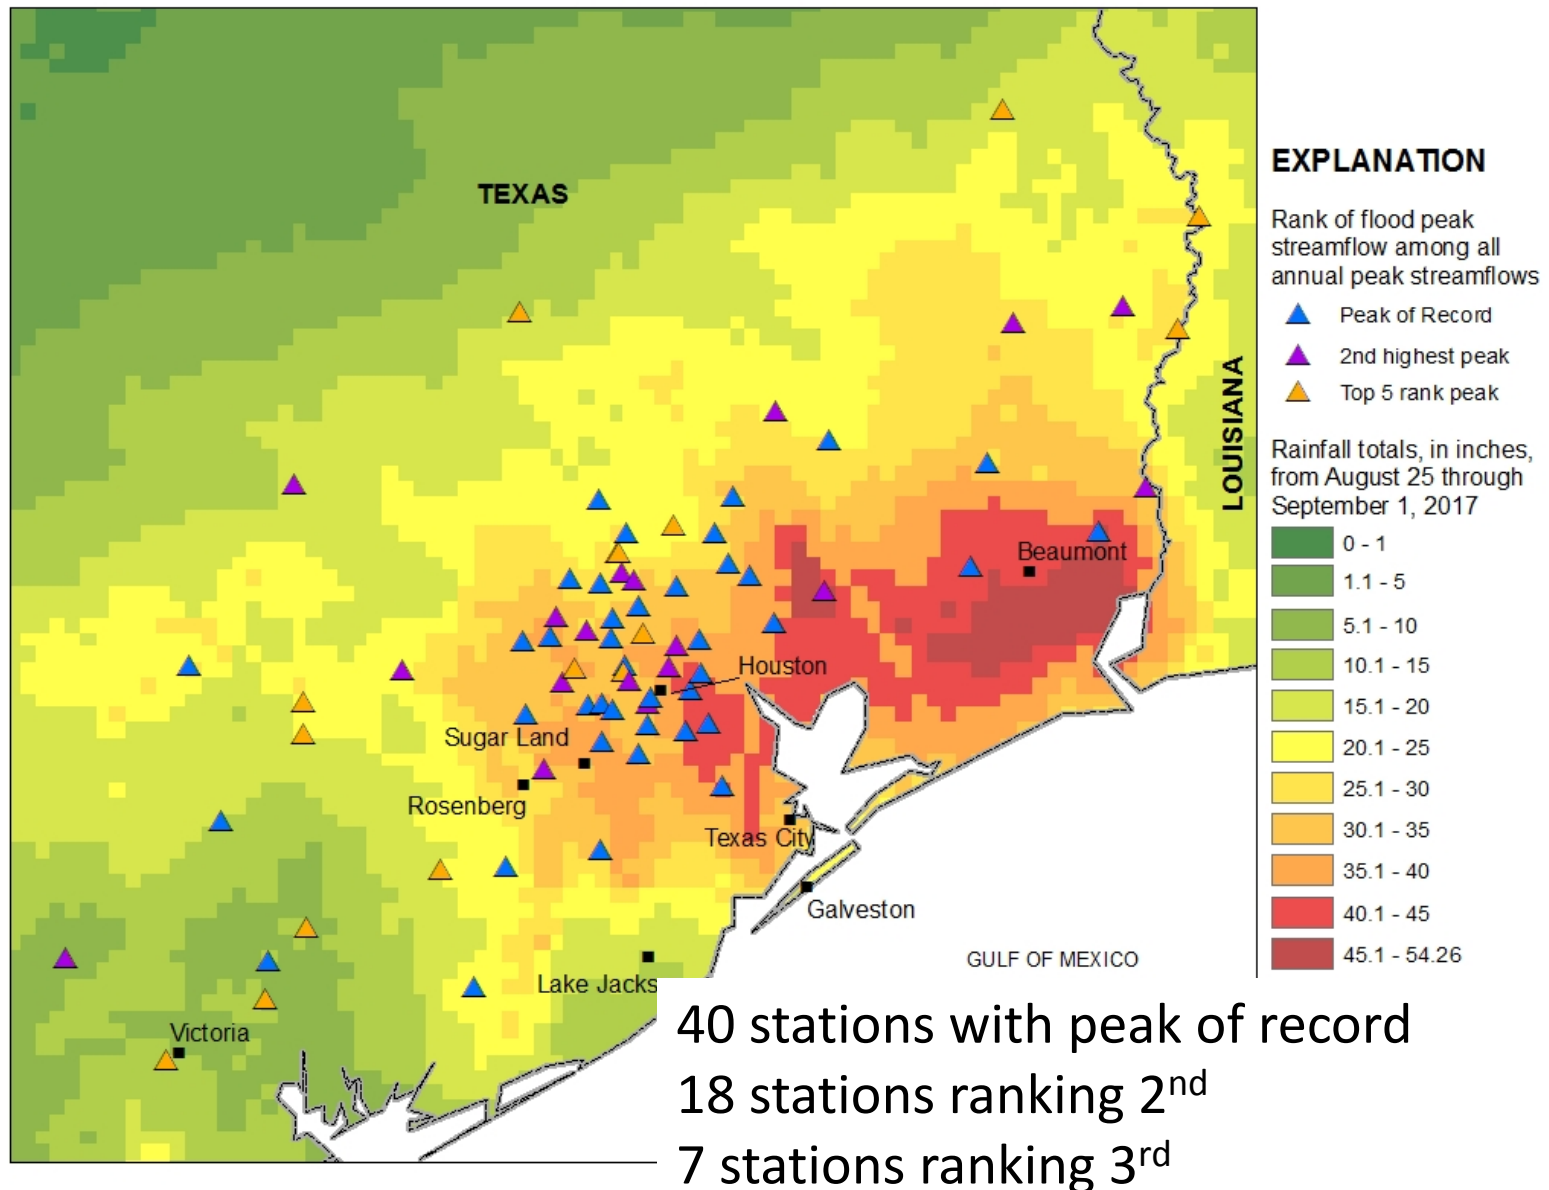 TEXAS
LOUISIANA
Beaumont
Houston
Sugar Land
Rosenberg
Texas City
Galveston
GULF OF MEXICO
Lake Jacks
Victoria
EXPLANATION
Rank of flood peak
streamflow among all
annual peak streamflows
Peak of Record
2nd highest peak
Top 5 rank peak
Rainfall totals, in inches,
from August 25 through
September 1, 2017
0 - 1
1.1 - 5
5.1 - 10
10.1 - 15
15.1 - 20
20.1 - 25
25.1 - 30
30.1 - 35
35.1 - 40
40.1 - 45
45.1 - 54.26
40 stations with peak of record
18 stations ranking 2nd
7 stations ranking 3rd